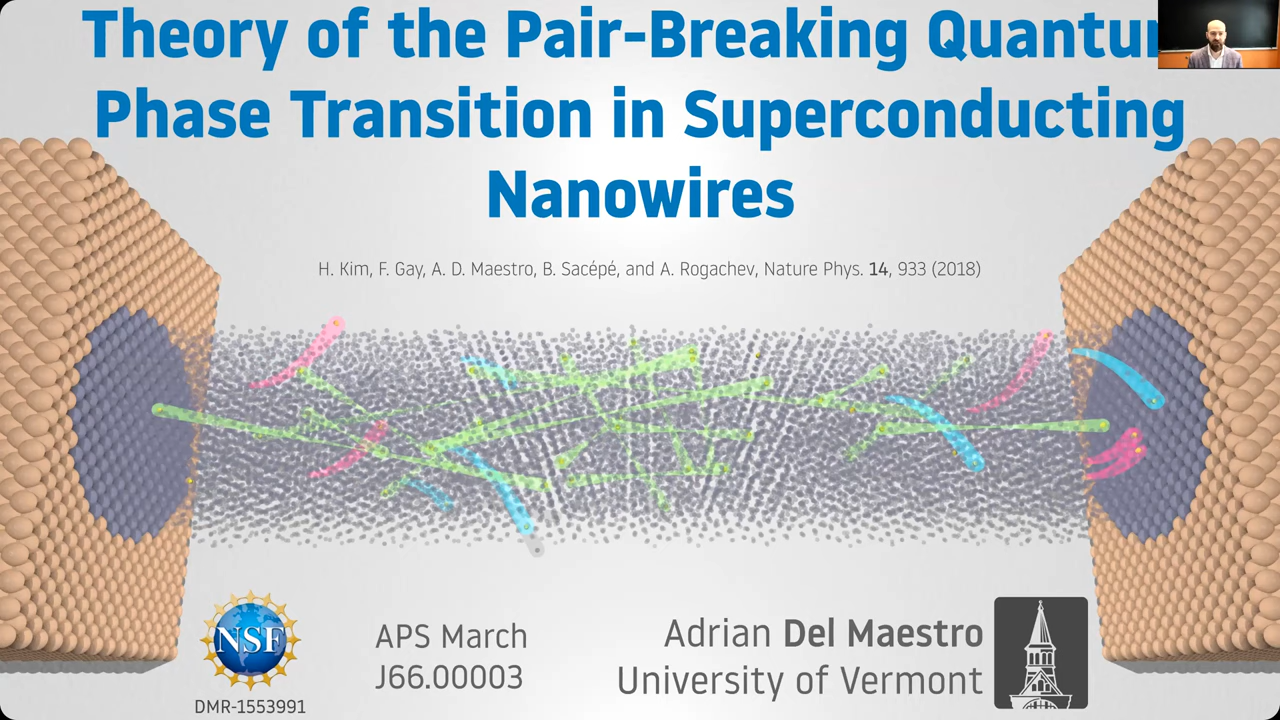 Theory of the Pair-Breaking Quantu
Phase Transition in Superconducting
Nanowires
H. Kim, F. Gay, A. D. Maestro, B. Sacépé, and A. Rogachev, Nature Phys. 14, 933 (2018)
NSF
DMR-1553991
APS March
J66.00003
Adrian Del Maestro
University of Vermont